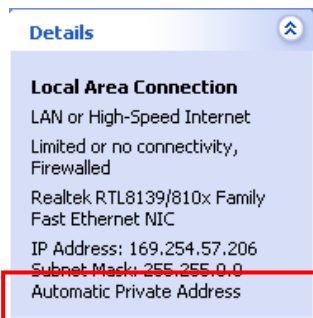 Details
Local Area Connection
LAN or High-Speed Internet
Limited or no connectivity,
Firewalled
Realtek RTL8139/810x Family
Fast Ethernet NIC
IP Address: 169.254.57.206
Subnet Mask: 255.255.0.0
Automatic Private Address